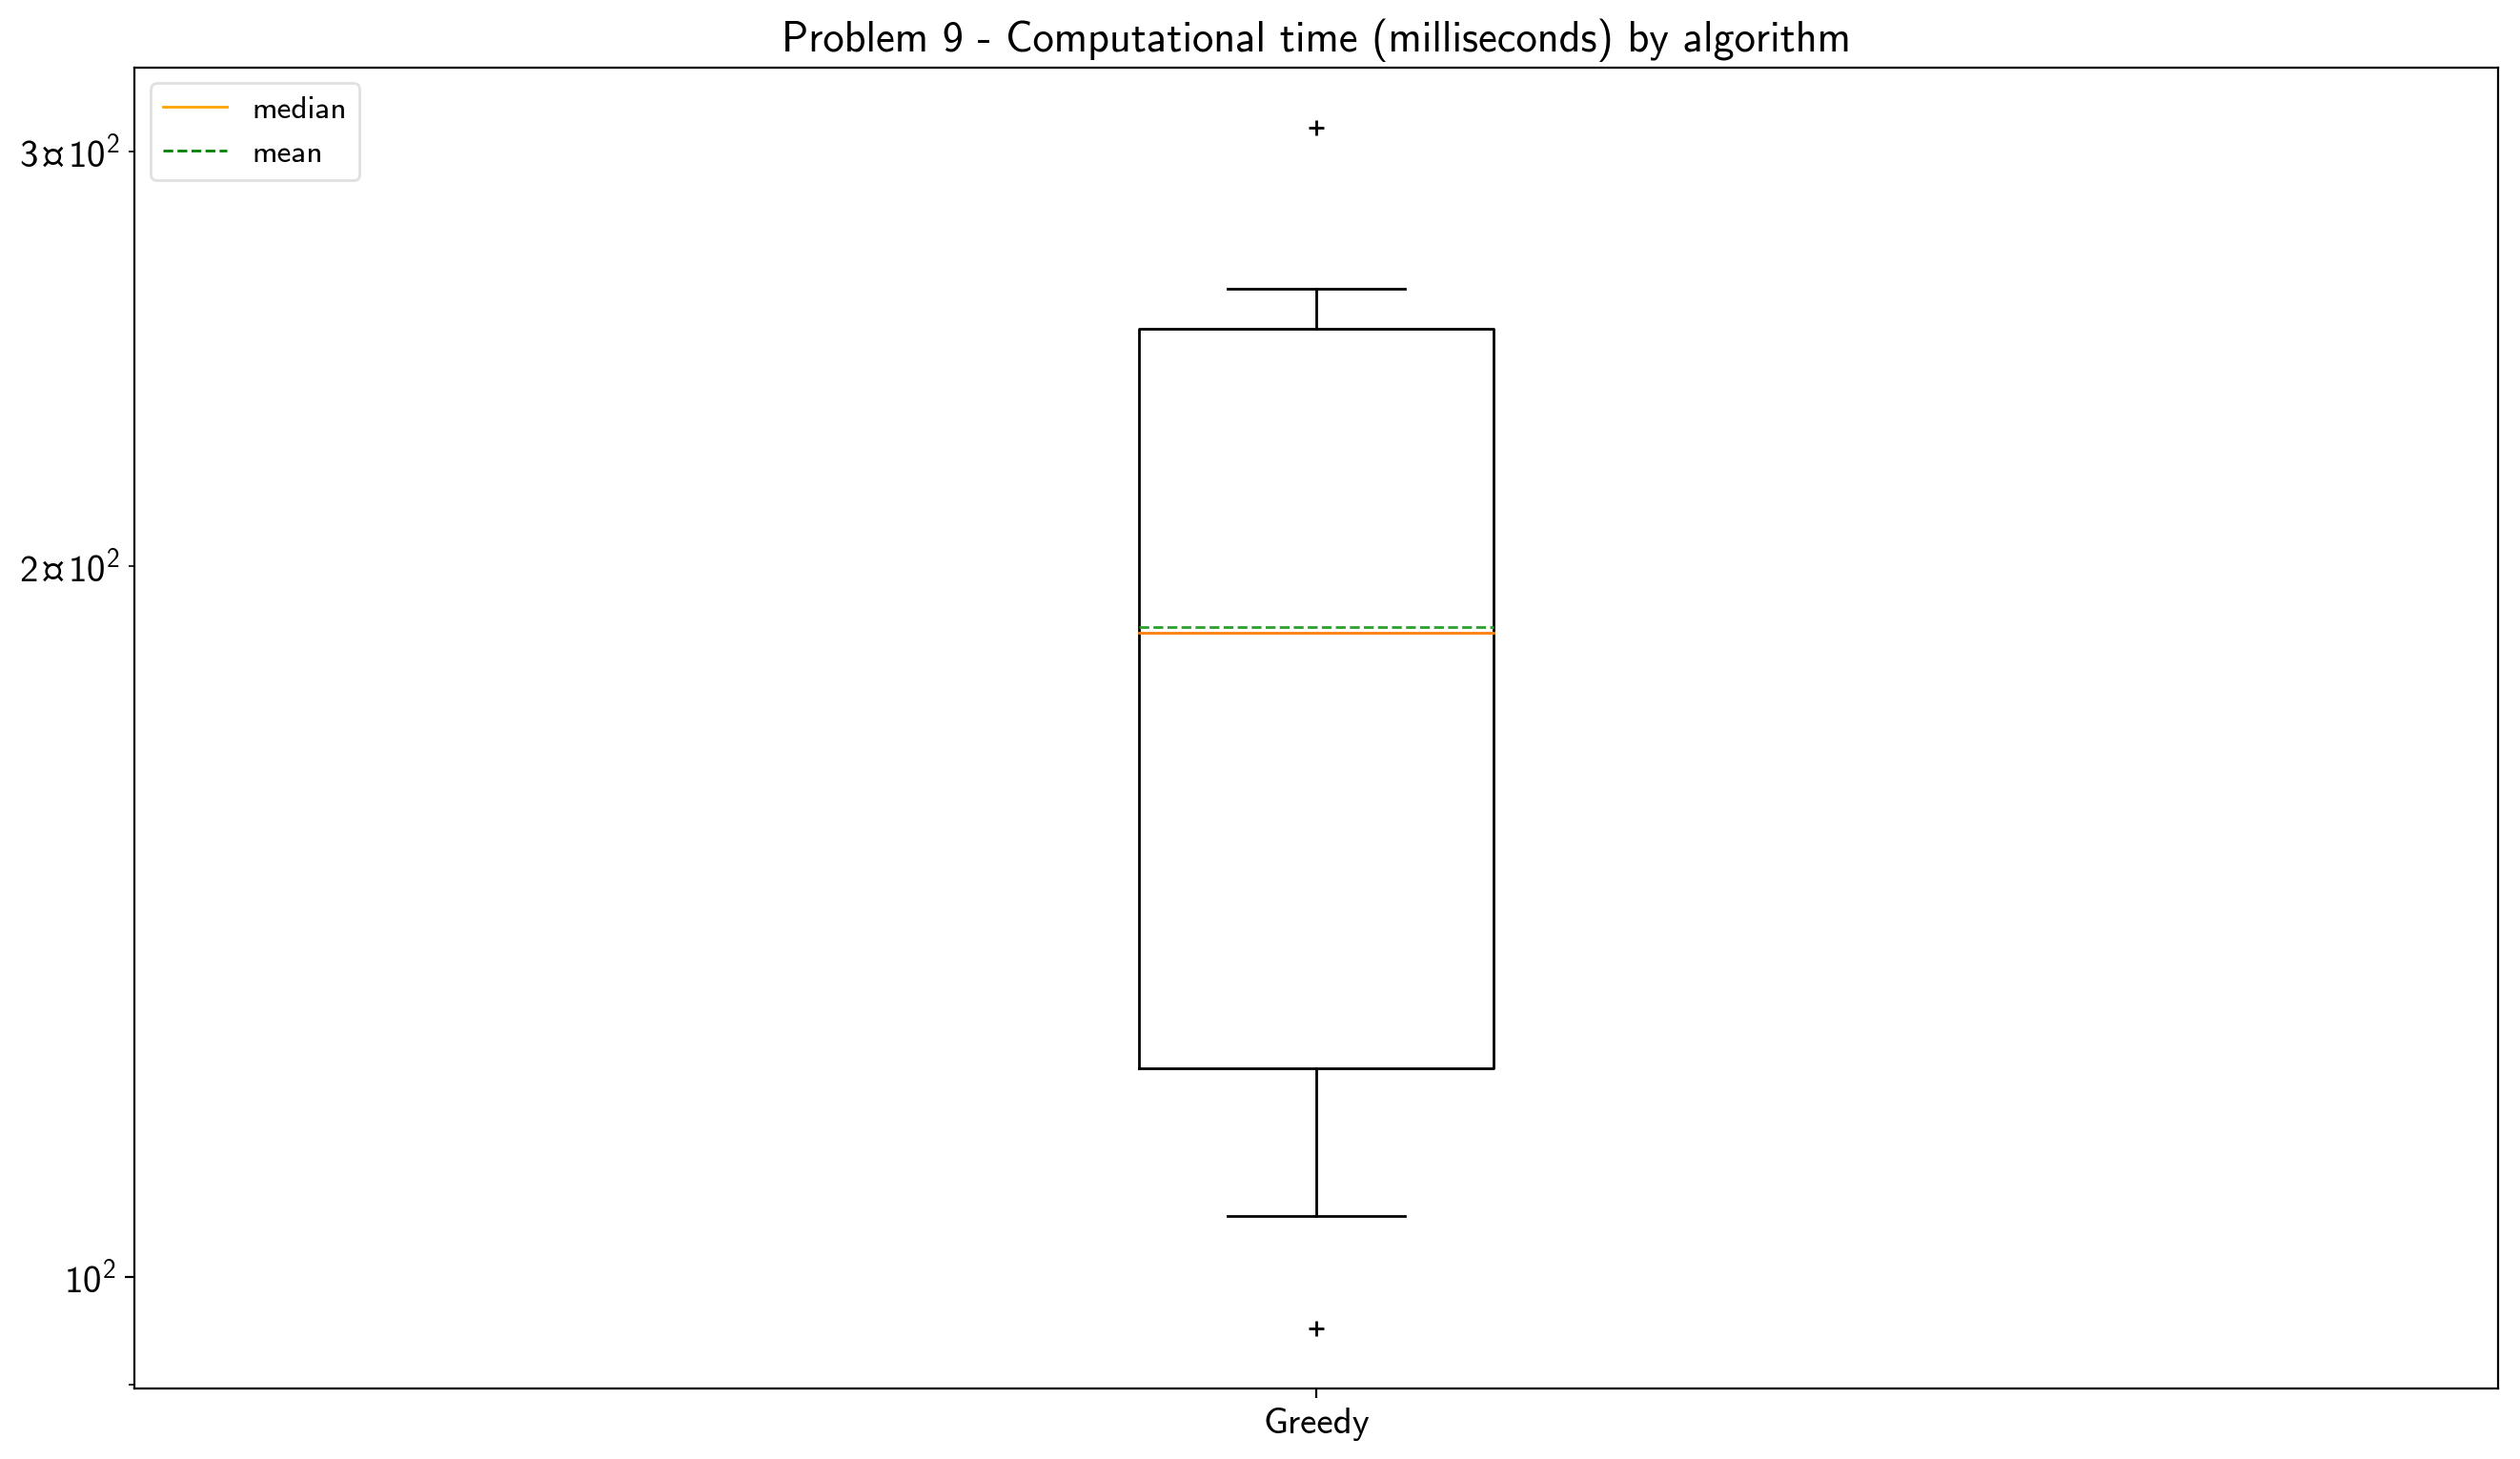 Problem 9 - Computational time (milliseconds) by algorithm
median
mean
3¤10²
2¤10²
10²
Greedy